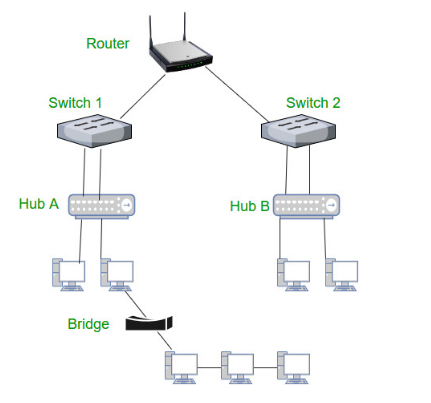 Router
Switch 1
Switch 2
Hub A
Hub B
Bridge